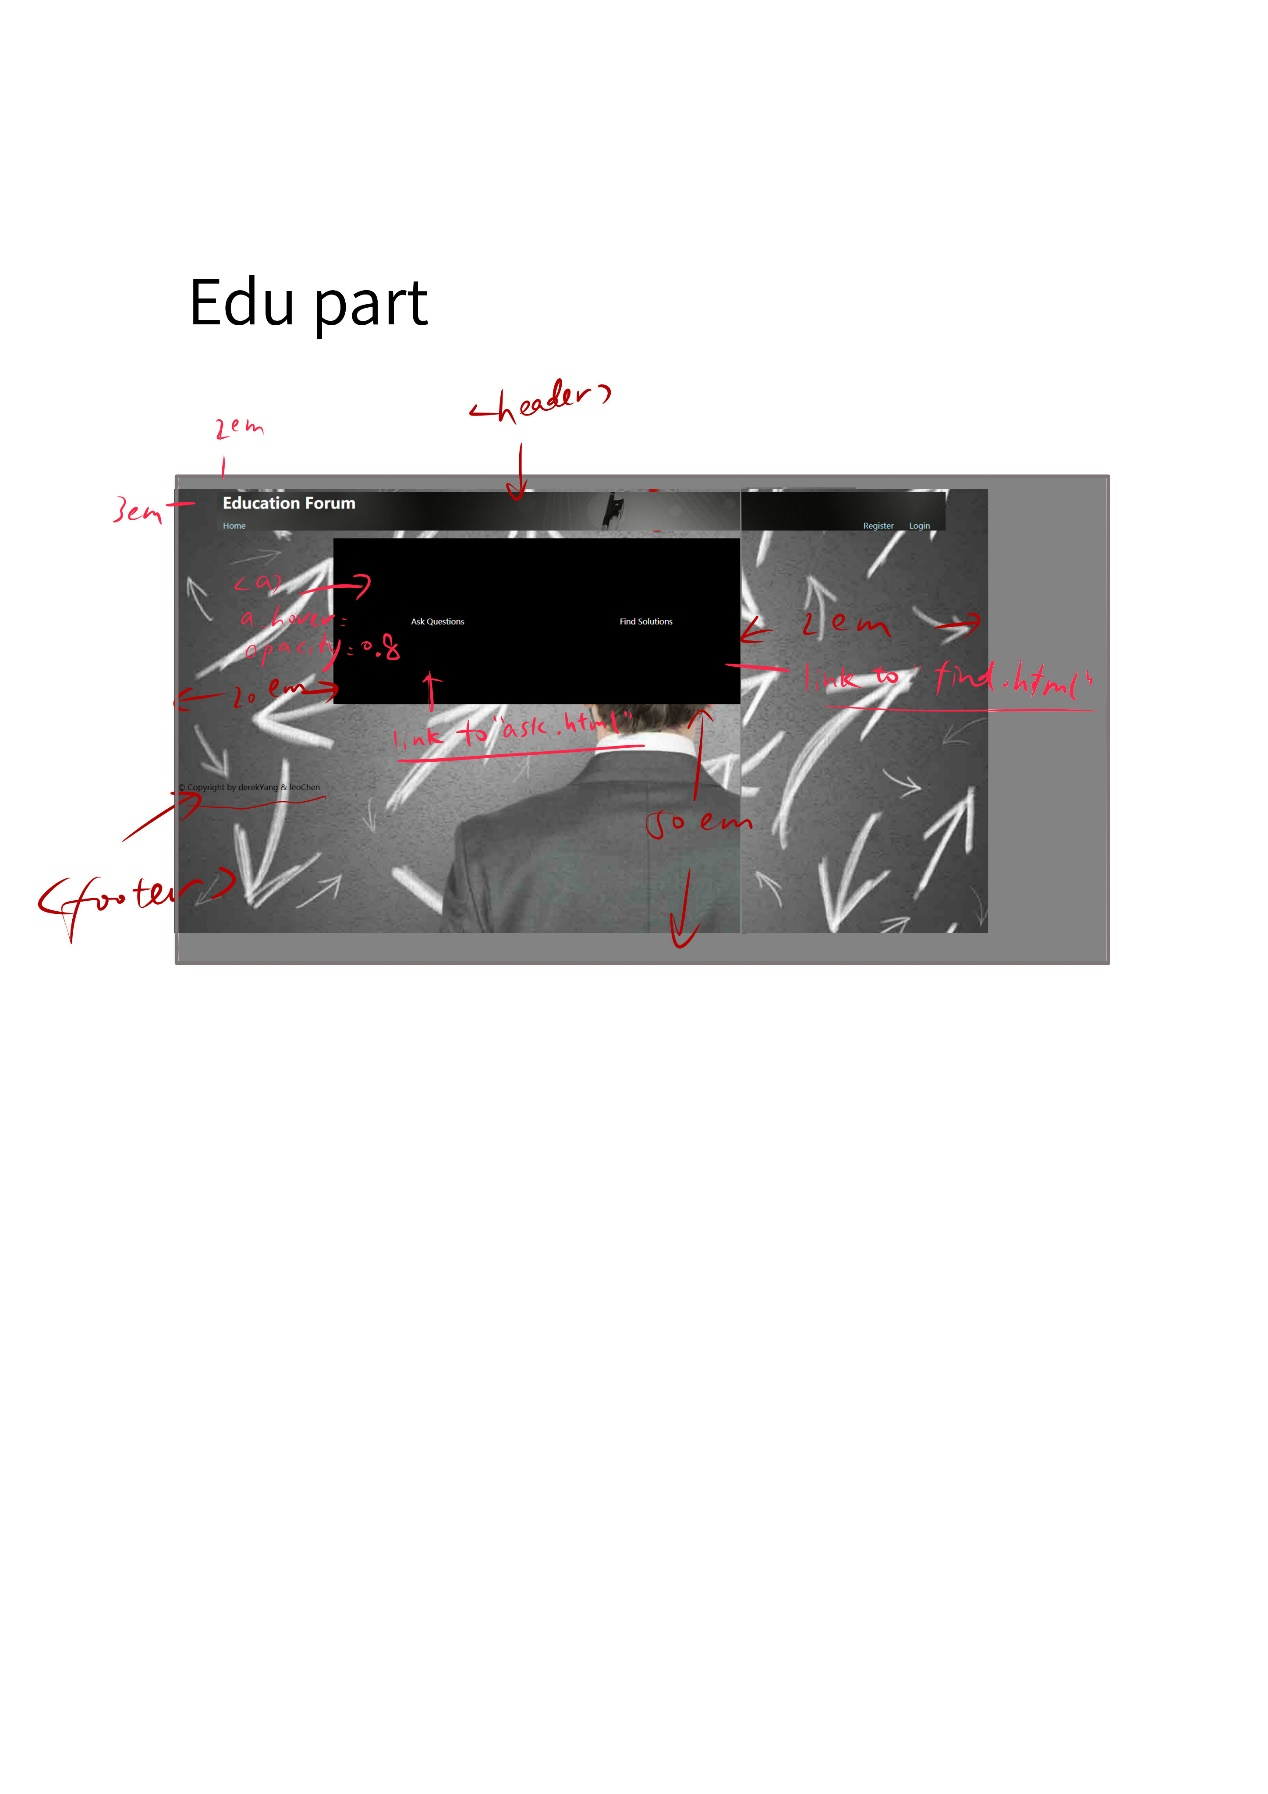 Edu part
<header>
2em
3em
Education Forum
Home
Register Login
<a>
a hover:
opacity:0.8
Ask Questions
Find Solutions
2em
20em
link to "find.html"
link to "ask.html"
© Copyright by derekYang & leoChen
50em
<footer>